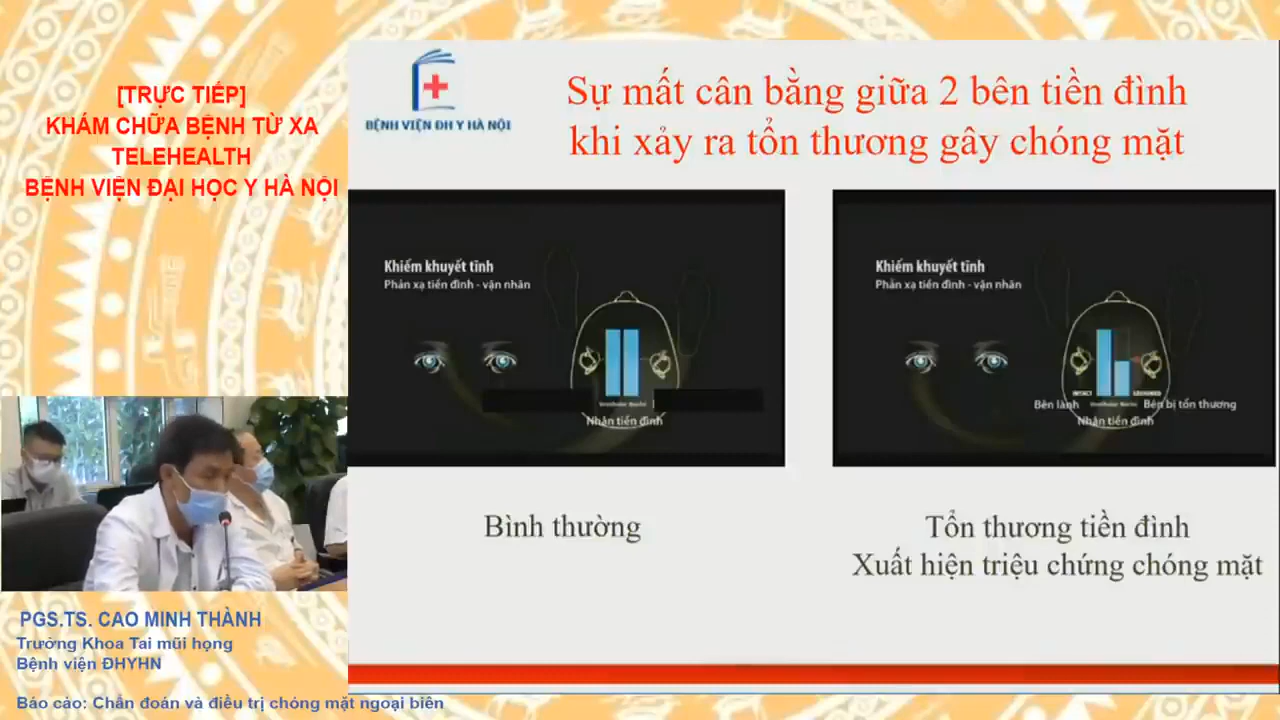 [TRỰC TIẾP]
KHÁM CHỮA BỆNH TỪ XA
TELEHEALTH
BỆNH VIỆN ĐẠI HỌC Y HÀ NỘI
BỆNH VIỆN ĐH Y HÀ NỘI
Sự mất cân bằng giữa 2 bên tiền đình
khi xảy ra tổn thương gây chóng mặt
Khiếm khuyết tĩnh
Phản xạ tiền đình - vận nhãn
Vestibular Nuclei
Nhân tiền đình
Khiếm khuyết tĩnh
Phản xạ tiền đình - vận nhãn
INTACT
Bên lành
Vestibular Nuclei
Bên bị tổn thương
Nhân tiền đình
Bình thường
Tổn thương tiền đình
Xuất hiện triệu chứng chóng mặt
PGS.TS. CAO MINH THÀNH
Trưởng Khoa Tai mũi họng
Bệnh viện ĐHYHN
Báo cáo: Chẩn đoán và điều trị chóng mặt ngoại biên